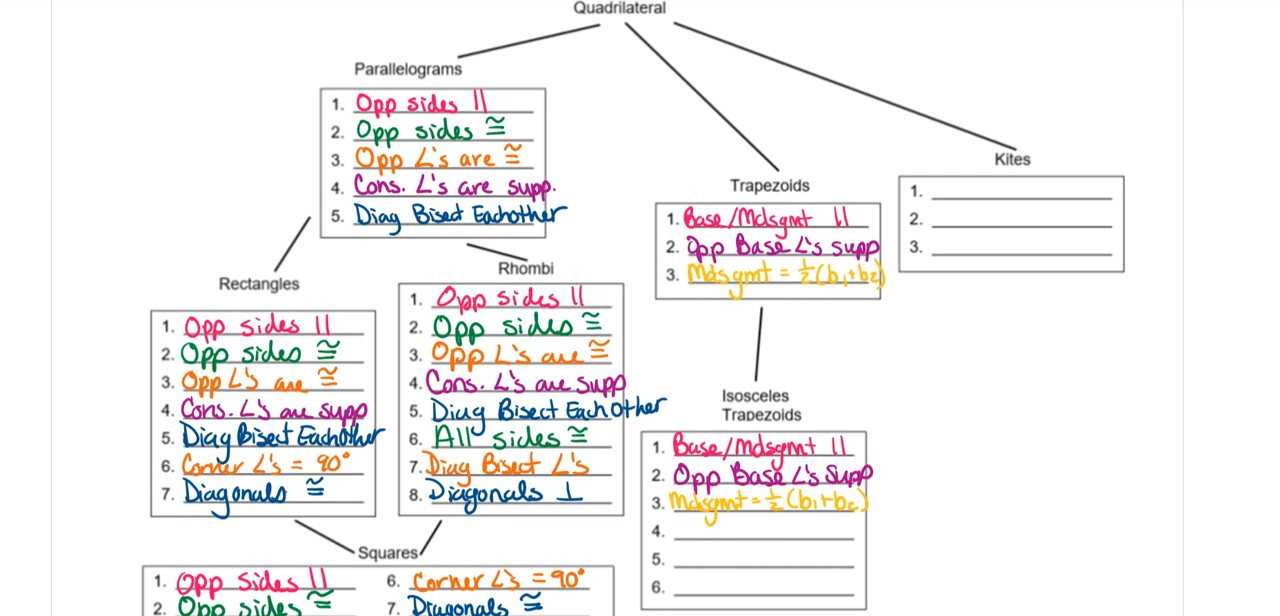 Quadrilateral
Parallelograms
1. Opp sides ||
2. Opp sides ≅
3. Opp ∠'s are ≅
4. Cons. ∠'s are supp.
5. Diag Bisect Eachother
Kites
1.
2.
3.
Trapezoids
1. Base/Mdsgmt ||
2. Opp Base ∠'s supp
3. Mdsgmt = ½(b₁+b₂)
Rectangles
1. Opp sides ||
2. Opp sides ≅
3. Opp ∠'s are ≅
4. Cons. ∠'s are supp
5. Diag Bisect Eachother
6. Corner ∠'s = 90°
7. Diagonals ≅
Rhombi
1. Opp sides ||
2. Opp sides ≅
3. Opp ∠'s are ≅
4. Cons. ∠'s are supp
5. Diag Bisect Each Other
6. All sides ≅
7. Diag Bisect ∠'s
8. Diagonals ⊥
Isosceles
Trapezoids
1. Base/Mdsgmt ||
2. Opp Base ∠'s Supp
3. Mdsgmt = ½(b₁+b₂)
4.
5.
6.
Squares
1. Opp Sides ||
2. Opp sides ≅
6. Corner ∠'s = 90°
7. Diagonals ≅